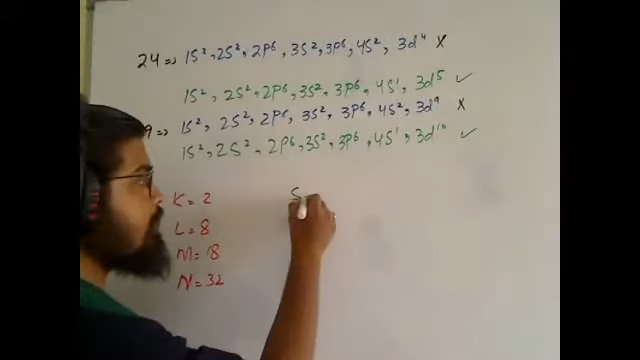 24 => 1S², 2S², 2P⁶, 3S², 3P⁶, 4S², 3d⁴ X
1S², 2S², 2P⁶, 3S², 3P⁶, 4S¹, 3d⁵ ✓
9 => 1S², 2S², 2P⁶, 3S², 3P⁶, 4S², 3d⁹ X
1S², 2S², 2P⁶, 3S², 3P⁶, 4S¹, 3d¹⁰ ✓
K = 2
L = 8
M = 18
N = 32
S